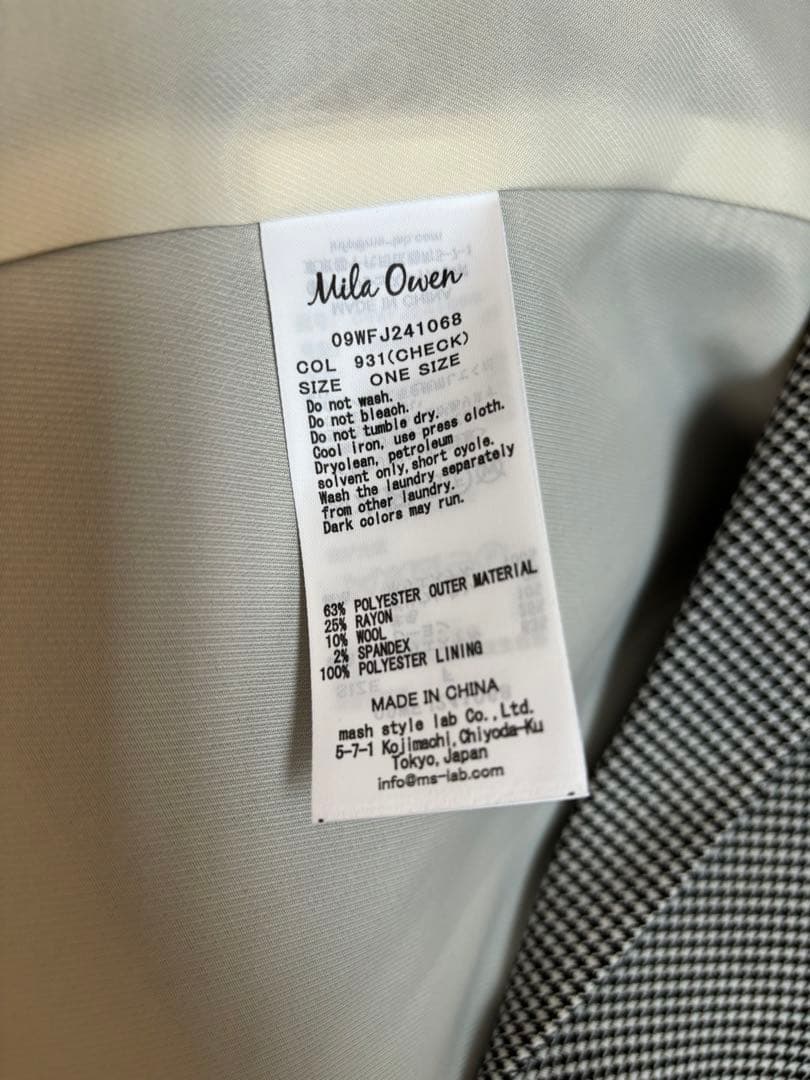 Mila Owen
09WFJ241068
COL 931(CHECK)
SIZE ONE SIZE
Do not wash.
Do not bleach.
Do not tumble dry.
Cool iron, use press cloth.
Dryclean, petroleum
solvent only, short cycle.
Wash the laundry separately
from other laundry.
Dark colors may run.
63% POLYESTER OUTER MATERIAL
25% RAYON
10% WOOL
2% SPANDEX
100% POLYESTER LINING
MADE IN CHINA
mash style lab Co.,Ltd.
5-7-1 Kojimachi,Chiyoda-Ku
Tokyo,Japan
info@ms-lab.com